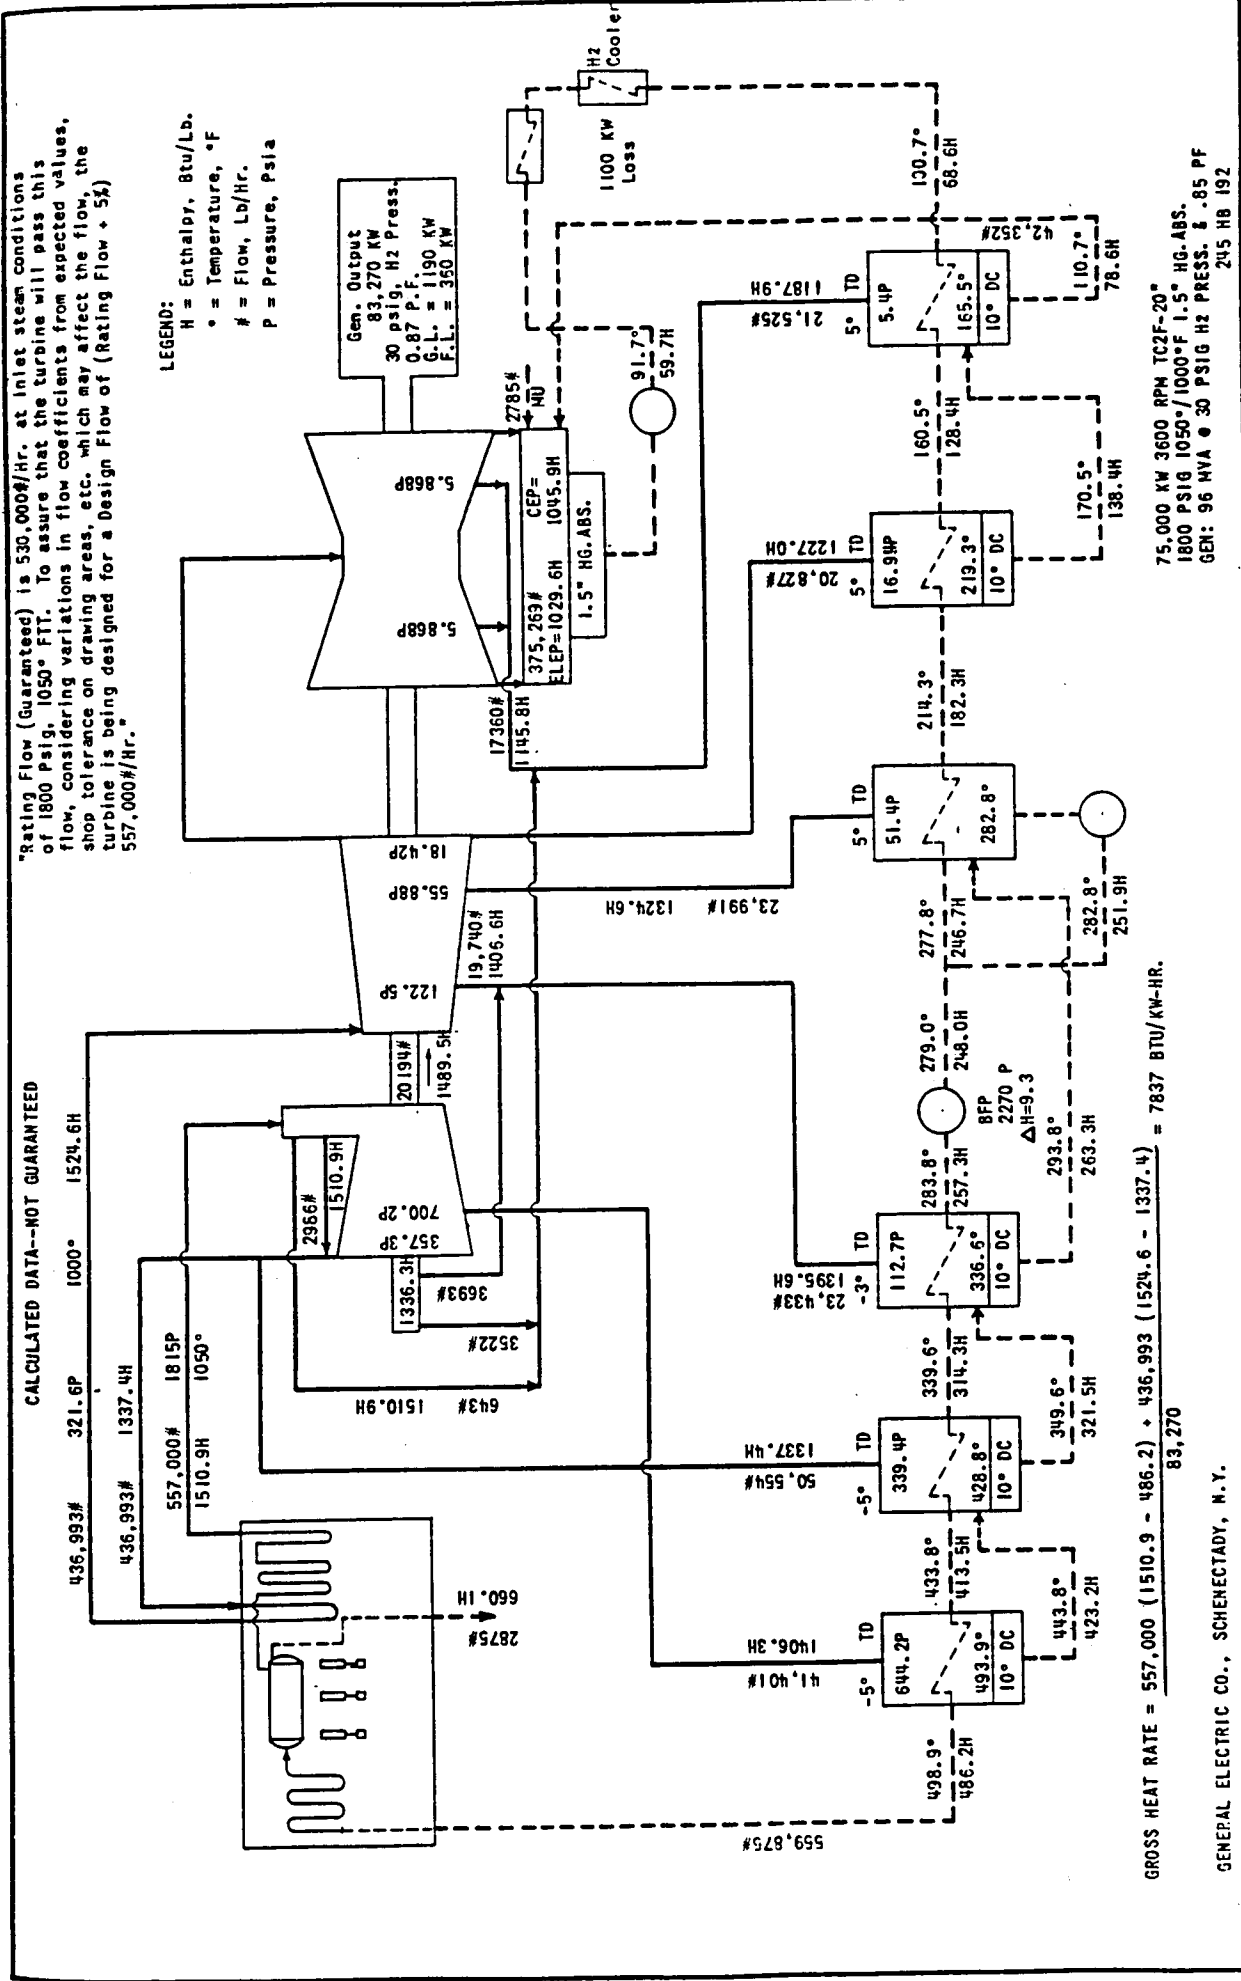 CALCULATED DATA--NOT GUARANTEED
"Rating Flow (Guaranteed) is 530,000#/Hr. at inlet steam conditions
of 1800 Psig, 1050° FTT. To assure that the turbine will pass this
flow, considering variations in flow coefficients from expected values,
shop tolerance on drawing areas, etc. which may affect the flow, the
turbine is being designed for a Design Flow of (Rating Flow + 5%)
557,000#/Hr."
LEGEND:
H = Enthalpy, Btu/Lb.
° = Temperature, °F
# = Flow, Lb/Hr.
P = Pressure, Psia
436,993# 321.6P 1000° 1524.6H
436,993# 1337.4H
557,000# 1815P
1510.9H 1050°
2966#
1510.9H
700.2P
357.3P
1336.3H
3693#
3522#
643# 1510.9H
20194#
1489.5H
122.5P
55.88P
18.42P
19,740#
1406.6H
23,991# 1324.6H
5.868P
5.868P
Gen. Output
83,270 KW
30 psig, H2 Press.
0.87 P.F.
G.L. = 1190 KW
F.L. = 360 KW
17360#
1145.8H
375,269# CEP=
ELEP=1029.6H 1045.9H
1.5" HG.ABS.
2785#
MU
91.7°
59.7H
H2
Cooler
1100 KW
Loss
2875#
660.1H
559,875#
41,401#
1406.3H
-5° TD
644.2P
493.9°
10° DC
498.9°
486.2H
443.8°
423.2H
433.8°
413.5H
50,554#
1337.4H
-5° TD
339.4P
428.8°
10° DC
349.6°
321.5H
339.6°
314.3H
23,433#
1395.6H
-3° TD
112.7P
336.6°
10° DC
293.8°
263.3H
283.8°
257.3H
BFP
2270 P
△H=9.3
279.0°
248.0H
277.8°
246.7H
282.8°
251.9H
5° TD
51.4P
282.8°
214.3°
182.3H
20,827#
1227.0H
5° TD
16.94P
219.3°
10° DC
170.5°
138.4H
160.5°
128.4H
21,525#
1187.9H
5° TD
5.4P
165.5°
10° DC
110.7°
78.6H
42,352#
100.7°
68.6H
GROSS HEAT RATE = 557,000 (1510.9 - 486.2) + 436,993 (1524.6 - 1337.4) = 7837 BTU/KW-HR.
83,270
GENERAL ELECTRIC CO., SCHENECTADY, N.Y.
75,000 KW 3600 RPM TC2F-20"
1800 PSIG 1050°/1000°F 1.5" HG.ABS.
GEN: 96 MVA @ 30 PSIG H2 PRESS. & .85 PF
245 HB 192